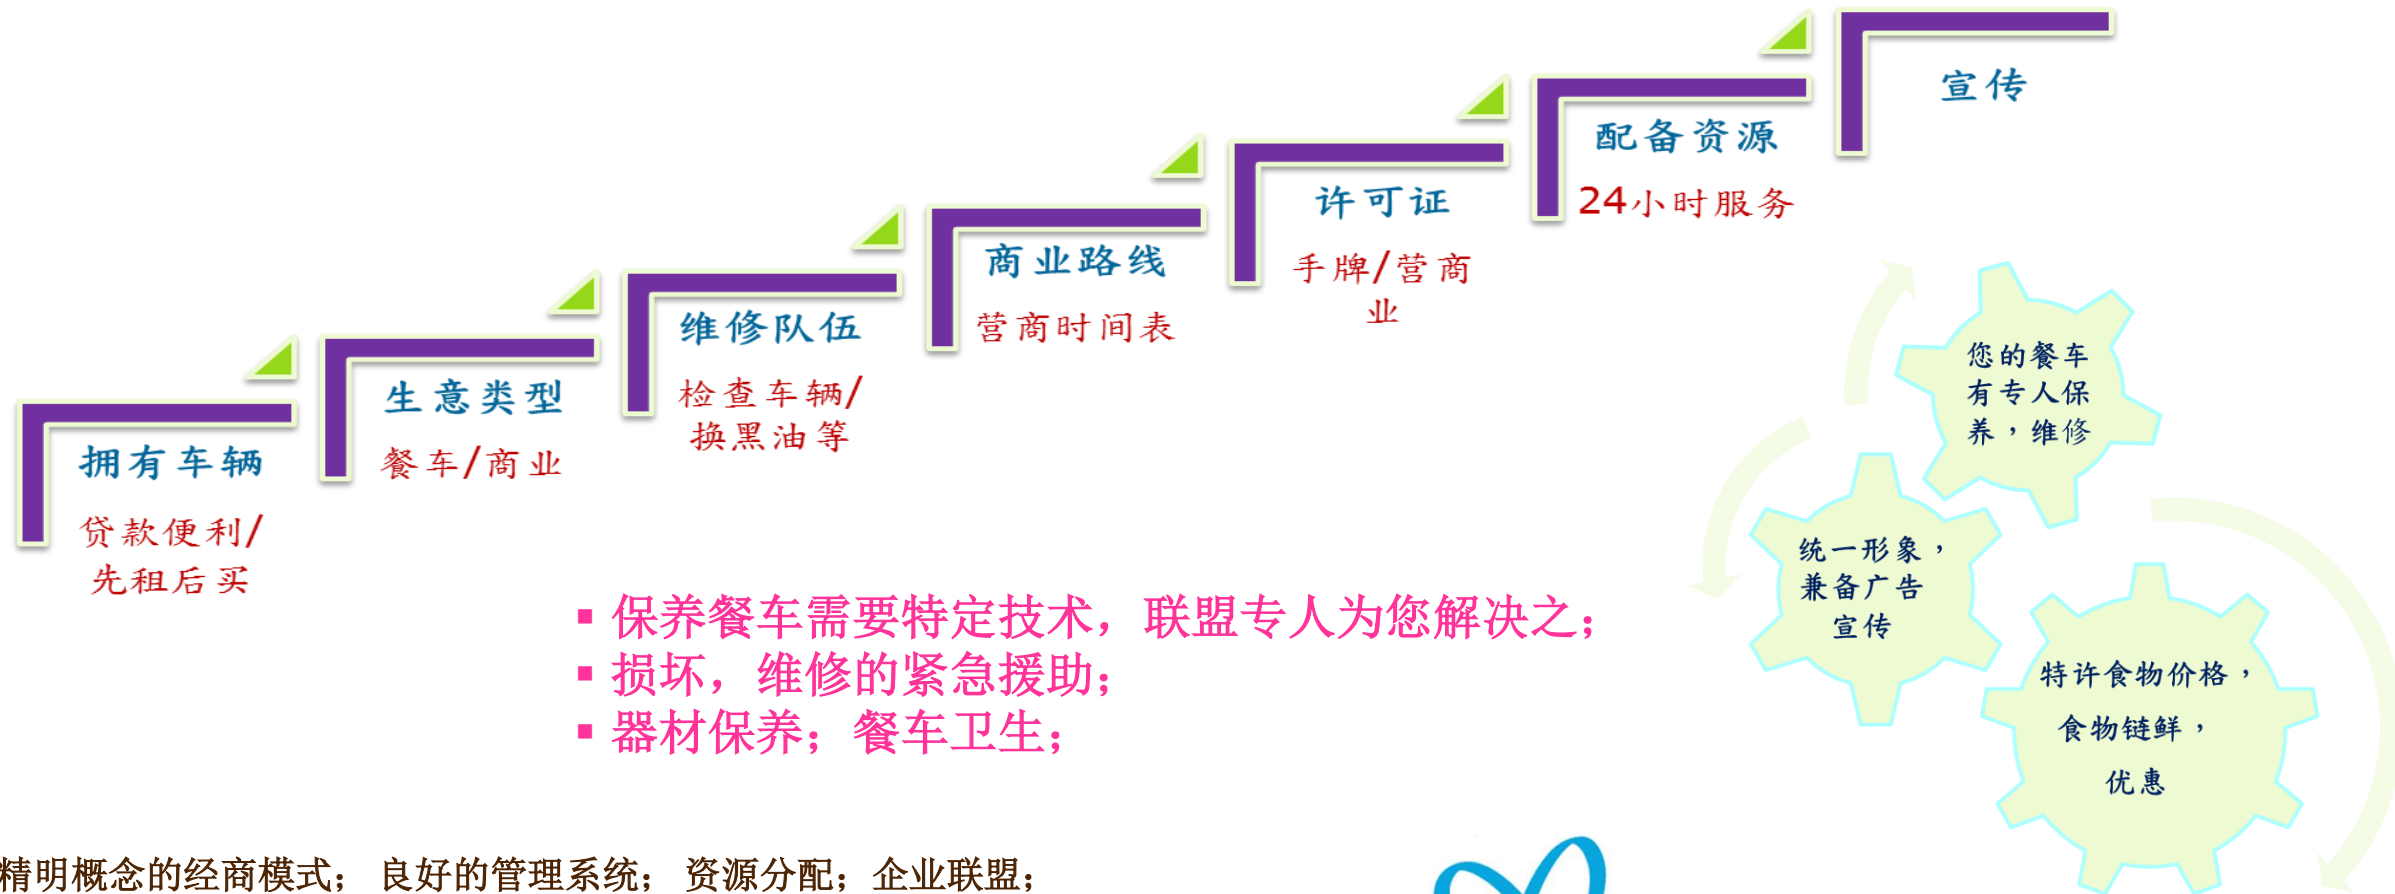 拥有车辆
贷款便利/
先租后买
生意类型
餐车/商业
维修队伍
检查车辆/
换黑油等
商业路线
营商时间表
许可证
手牌/营商
业
配备资源
24小时服务
宣传
您的餐车
有专人保
养，维修
统一形象，
兼备广告
宣传
特许食物价格，
食物链鲜，
优惠
▪ 保养餐车需要特定技术，联盟专人为您解决之；
▪ 损坏，维修的紧急援助；
▪ 器材保养；餐车卫生；
精明概念的经商模式； 良好的管理系统； 资源分配；企业联盟；